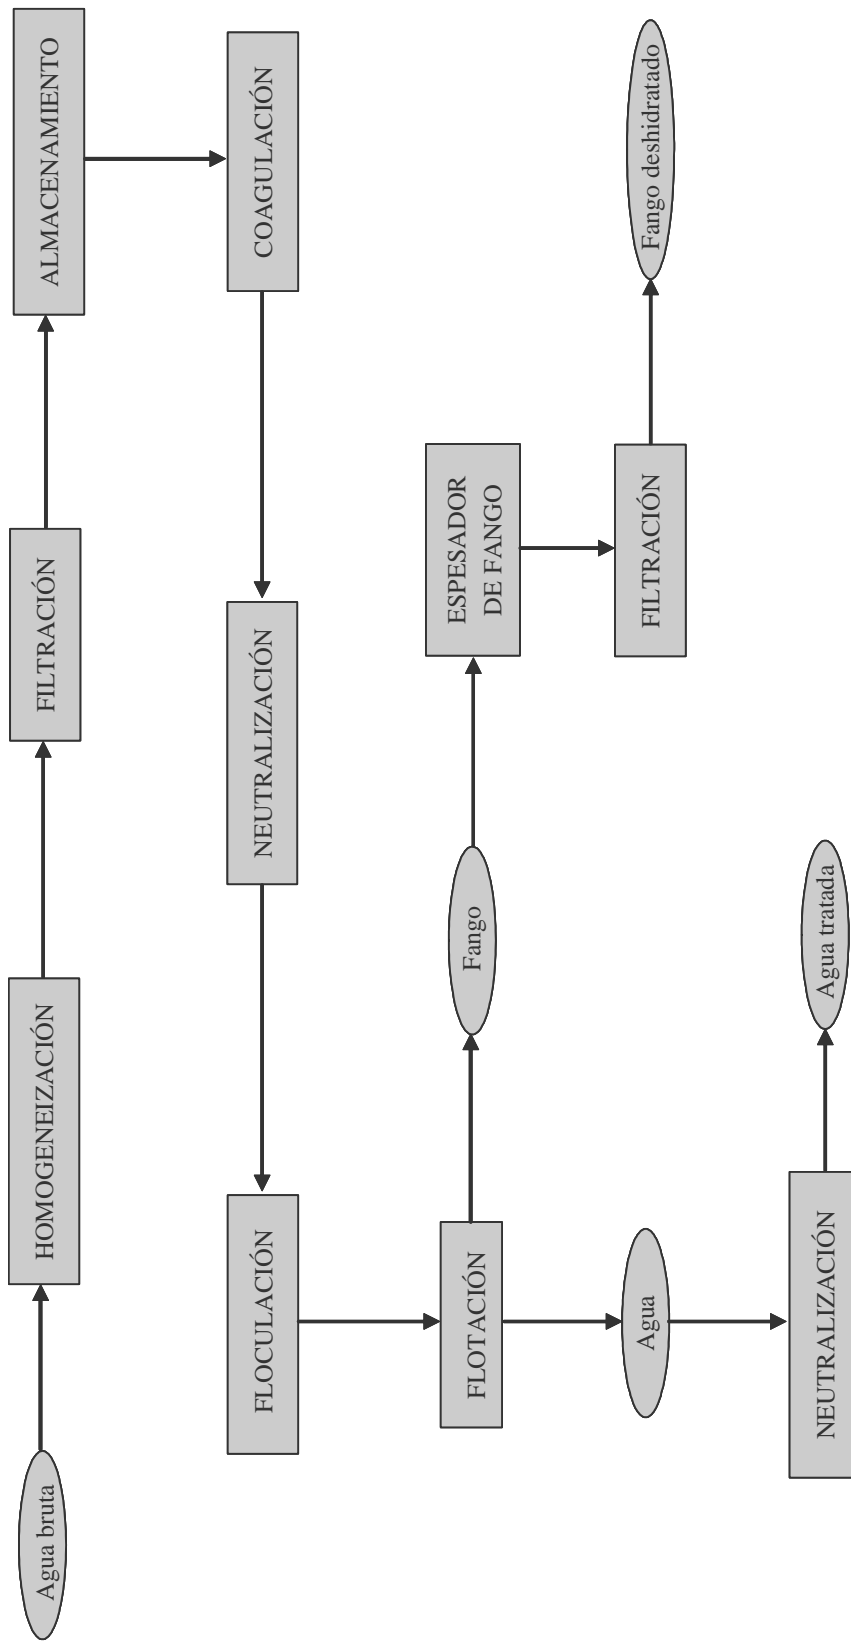 Agua bruta
HOMOGENEIZACIÓN
FILTRACIÓN
ALMACENAMIENTO
FLOCULACIÓN
NEUTRALIZACIÓN
COAGULACIÓN
FLOTACIÓN
Fango
ESPESADOR
DE FANGO
Agua
FILTRACIÓN
Fango deshidratado
NEUTRALIZACIÓN
Agua tratada